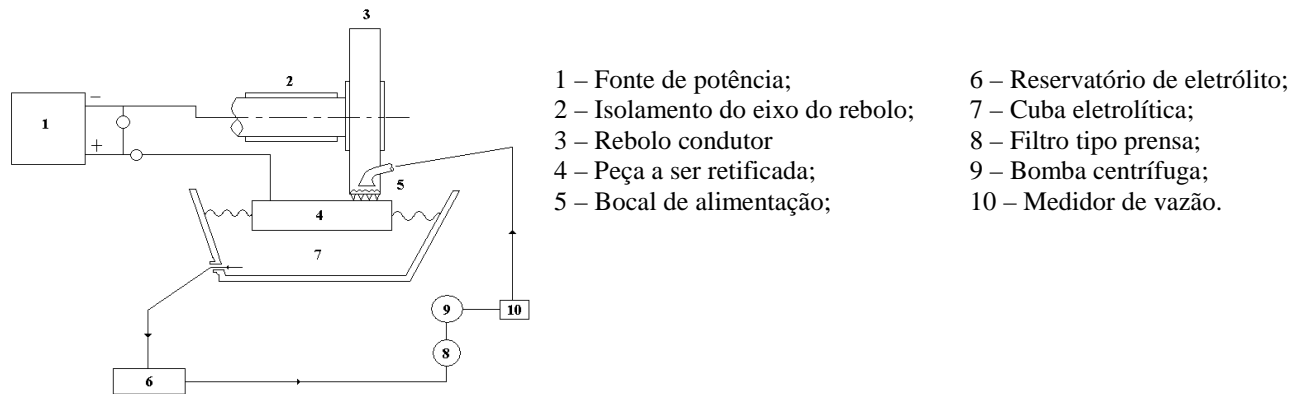 3
2
1
−
+
5
4
7
9
10
8
6
1 – Fonte de potência;
2 – Isolamento do eixo do rebolo;
3 – Rebolo condutor
4 – Peça a ser retificada;
5 – Bocal de alimentação;
6 – Reservatório de eletrólito;
7 – Cuba eletrolítica;
8 – Filtro tipo prensa;
9 – Bomba centrífuga;
10 – Medidor de vazão.